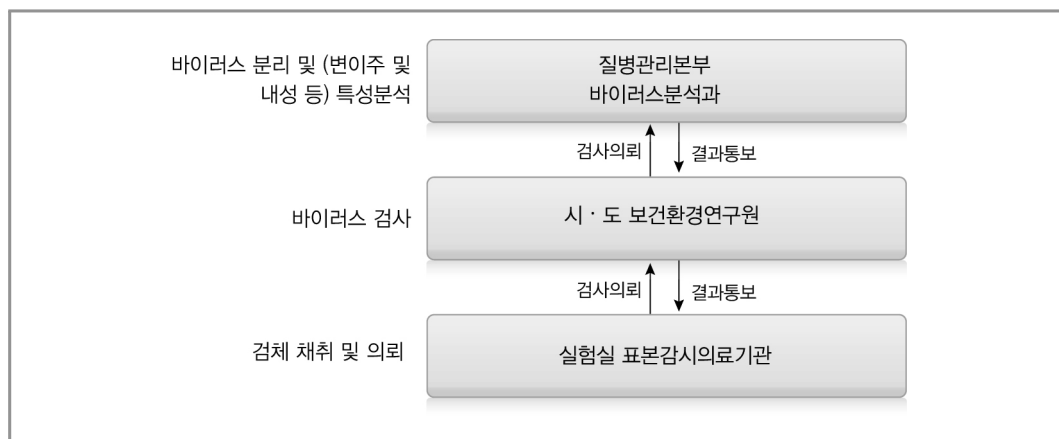 바이러스 분리 및 (변이주 및
내성 등) 특성분석
질병관리본부
바이러스분석과
검사의뢰
결과통보
바이러스 검사
시 · 도 보건환경연구원
검사의뢰
결과통보
검체 채취 및 의뢰
실험실 표본감시의료기관